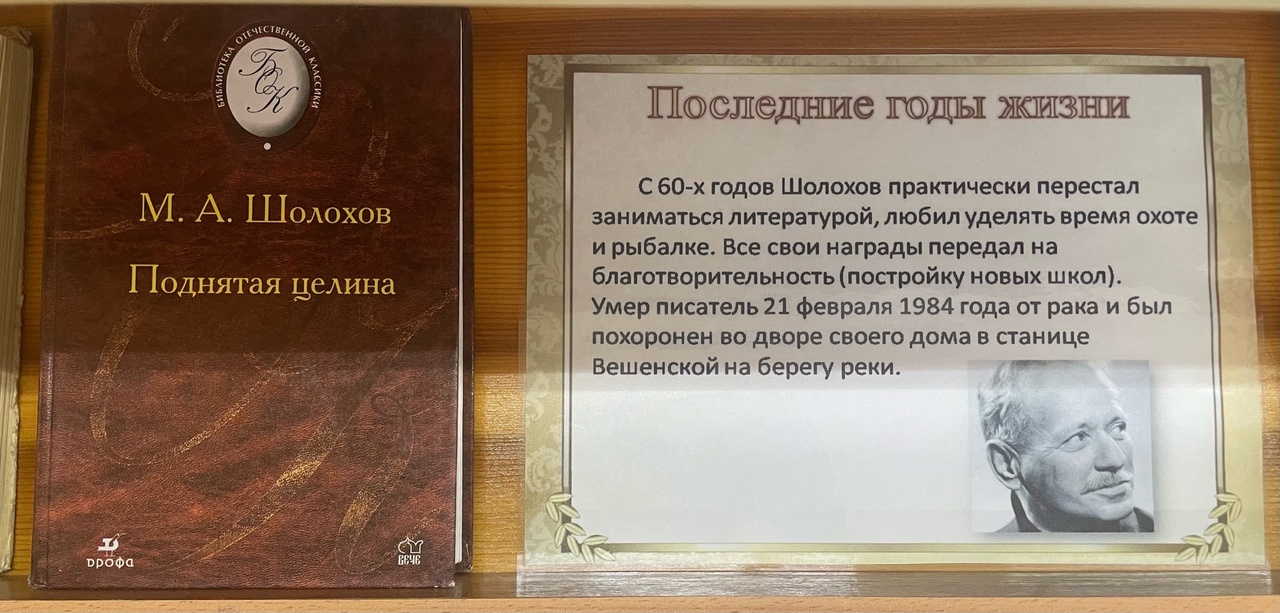 БИБЛИОТЕКА ОТЕЧЕСТВЕННОЙ КЛАССИКИ
БОК
М. А. Шолохов
Поднятая целина
дрофа
ВЕЧЕ
Последние годы жизни
С 60-х годов Шолохов практически перестал
заниматься литературой, любил уделять время охоте
и рыбалке. Все свои награды передал на
благотворительность (постройку новых школ).
Умер писатель 21 февраля 1984 года от рака и был
похоронен во дворе своего дома в станице
Вешенской на берегу реки.